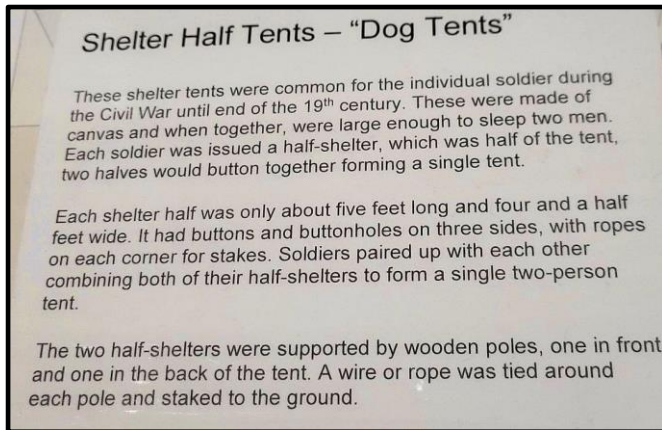 Shelter Half Tents – “Dog Tents”
These shelter tents were common for the individual soldier during
the Civil War until end of the 19th century. These were made of
canvas and when together, were large enough to sleep two men.
Each soldier was issued a half-shelter, which was half of the tent,
two halves would button together forming a single tent.
Each shelter half was only about five feet long and four and a half
feet wide. It had buttons and buttonholes on three sides, with ropes
on each corner for stakes. Soldiers paired up with each other
combining both of their half-shelters to form a single two-person
tent.
The two half-shelters were supported by wooden poles, one in front
and one in the back of the tent. A wire or rope was tied around
each pole and staked to the ground.